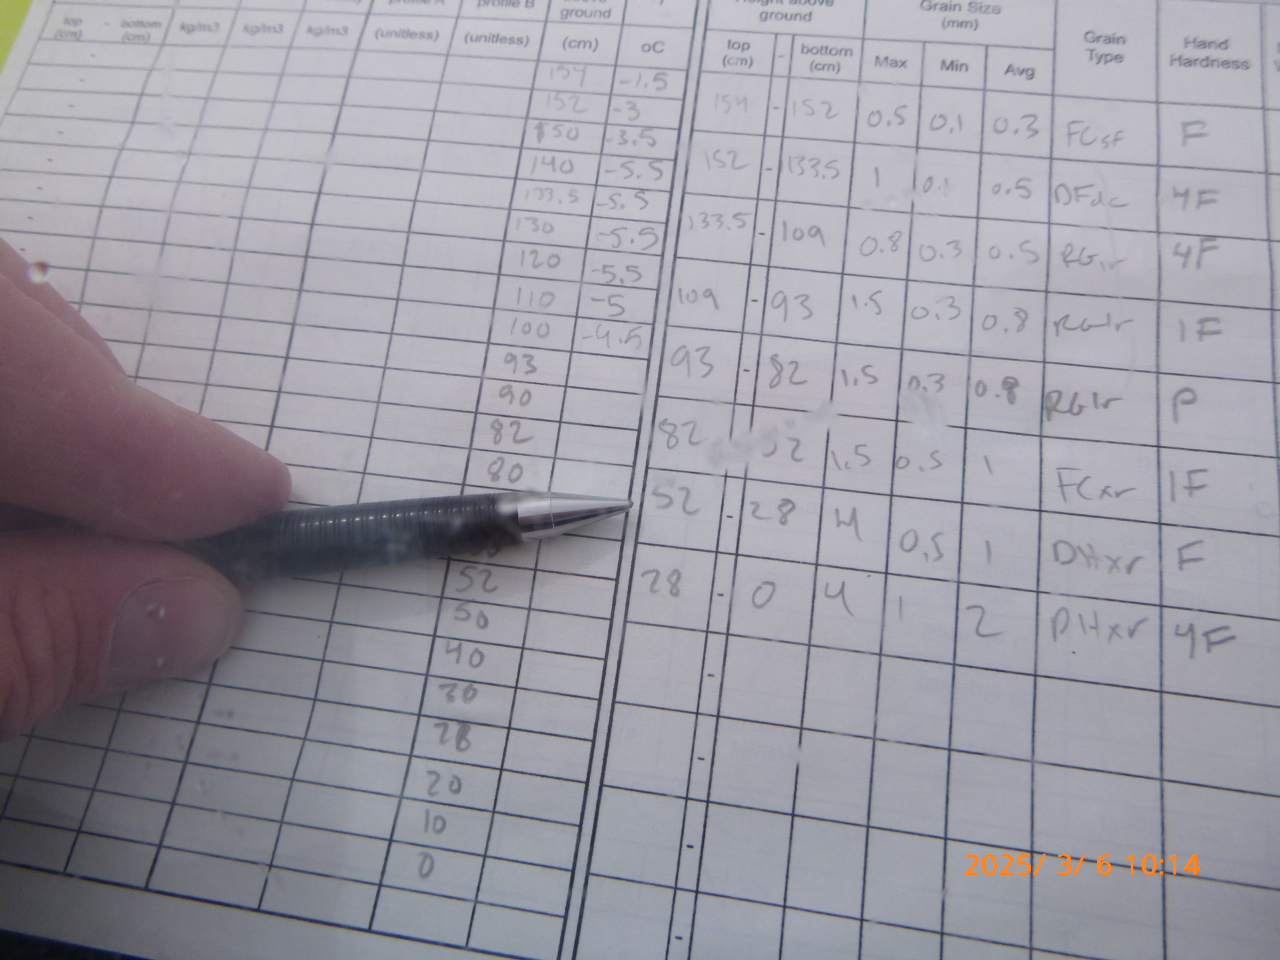 ground
ground
Grain Size
(mm)
top
(cm)
-
bottom
(cm)
kg/m3
kg/m3
kg/m3
(unitless)
(unitless)
(cm)
oC
top
(cm)
-
bottom
(cm)
Max
Min
Avg
Grain
Type
Hand
Hardness
154 -1.5
152 -3
150 -3.5
140 -5.5
133.5 -5.5
130 -5.5
120 -5.5
110 -5
100 -4.5
93
90
82
80
52
50
40
30
28
20
10
0
154 - 152 0.5 0.1 0.3 FCsf F
152 - 133.5 1 0.1 0.5 DFdc 4F
133.5 - 109 0.8 0.3 0.5 RGlr 4F
109 - 93 1.5 0.3 0.8 RGlr 1F
93 - 82 1.5 0.3 0.8 RGlr P
82 1.5 0.5 1 FCxr 1F
52 - 28 4 0.5 1 DHxr F
28 - 0 4 1 2 DHxr 4F
2025/ 3/ 6 10:14